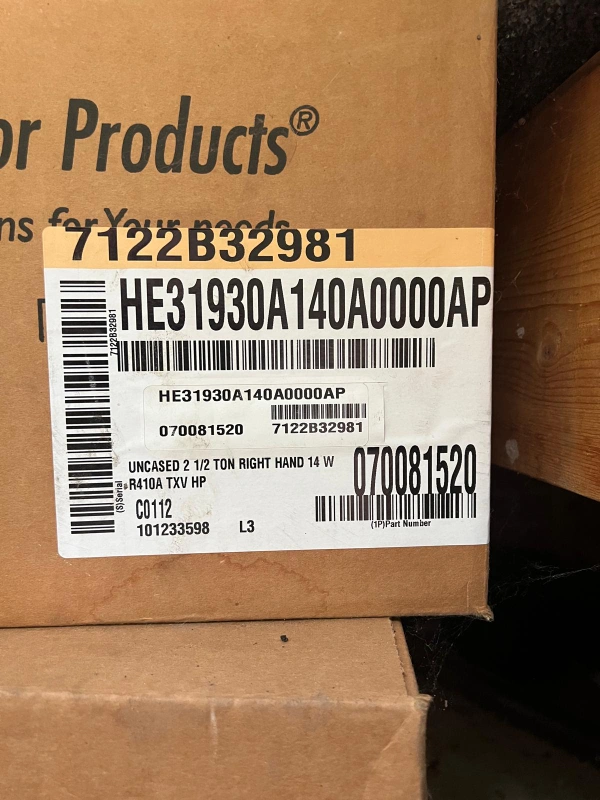 or Products®
ns for Your needs
7122B32981
HE31930A140A0000AP
7122B32981
HE31930A140A0000AP
070081520 7122B32981
UNCASED 2 1/2 TON RIGHT HAND 14 W
R410A TXV HP
070081520
(S)Serial
C0112
101233598 L3
(1P)Part Number